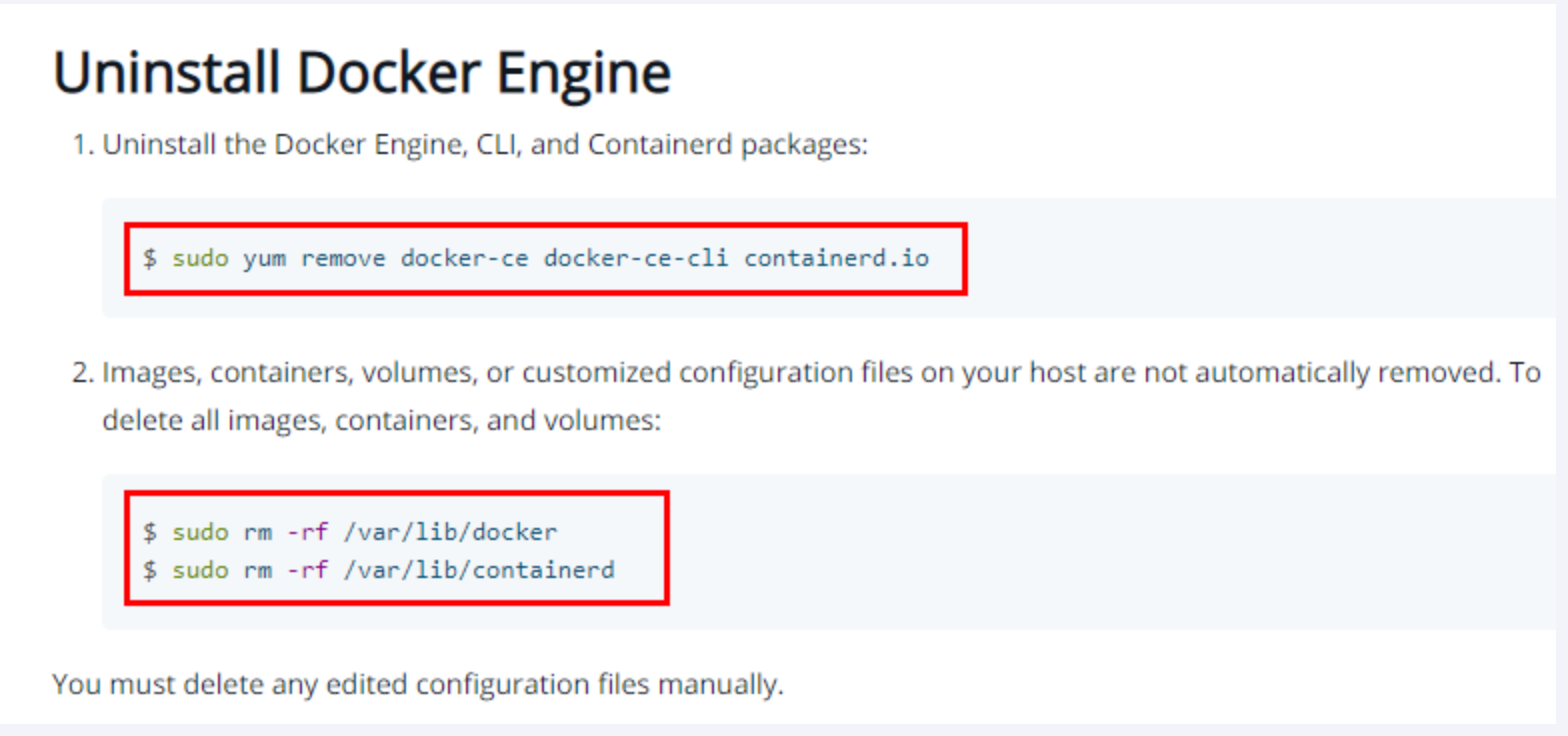 Uninstall Docker Engine
1. Uninstall the Docker Engine, CLI, and Containerd packages:
$ sudo yum remove docker-ce docker-ce-cli containerd.io
2. Images, containers, volumes, or customized configuration files on your host are not automatically removed. To
delete all images, containers, and volumes:
$ sudo rm -rf /var/lib/docker
$ sudo rm -rf /var/lib/containerd
You must delete any edited configuration files manually.